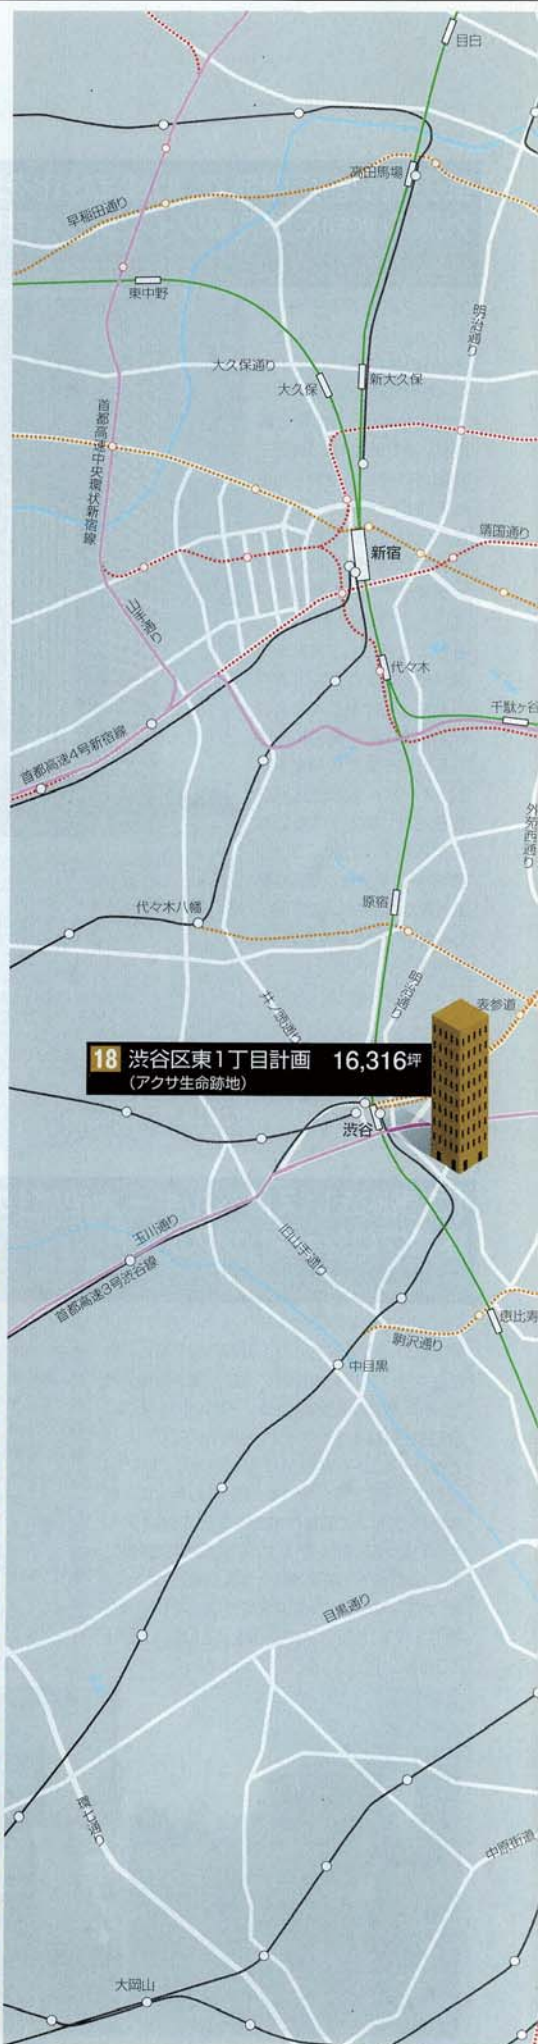 目白
高田馬場
早稲田通り
東中野
明治通り
大久保通り
大久保
新大久保
首都高速中央環状新宿線
靖国通り
新宿
山手通り
代々木
千駄ヶ谷
首都高速4号新宿線
外苑西通り
原宿
代々木八幡
明治通り
表参道
井ノ頭通り
18 渋谷区東1丁目計画 16,316坪
(アクサ生命跡地)
渋谷
玉川通り
旧山手通り
首都高速3号渋谷線
恵比寿
駒沢通り
中目黒
目黒通り
環七通り
中原街道
大岡山